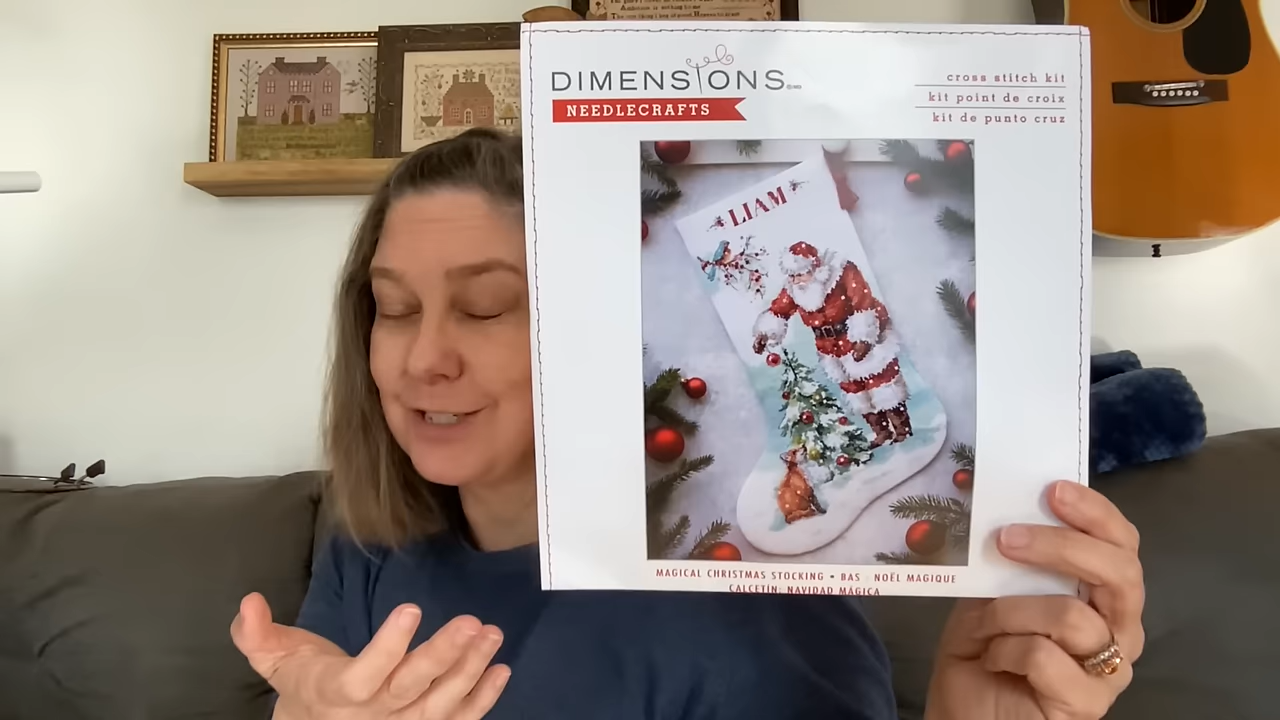 DIMENSIONS
NEEDLECRAFTS
cross stitch kit
kit point de croix
kit de punto cruz
LIAM
MAGICAL CHRISTMAS STOCKING • BAS NOËL MAGIQUE
CALCETÍN: NAVIDAD MÁGICA